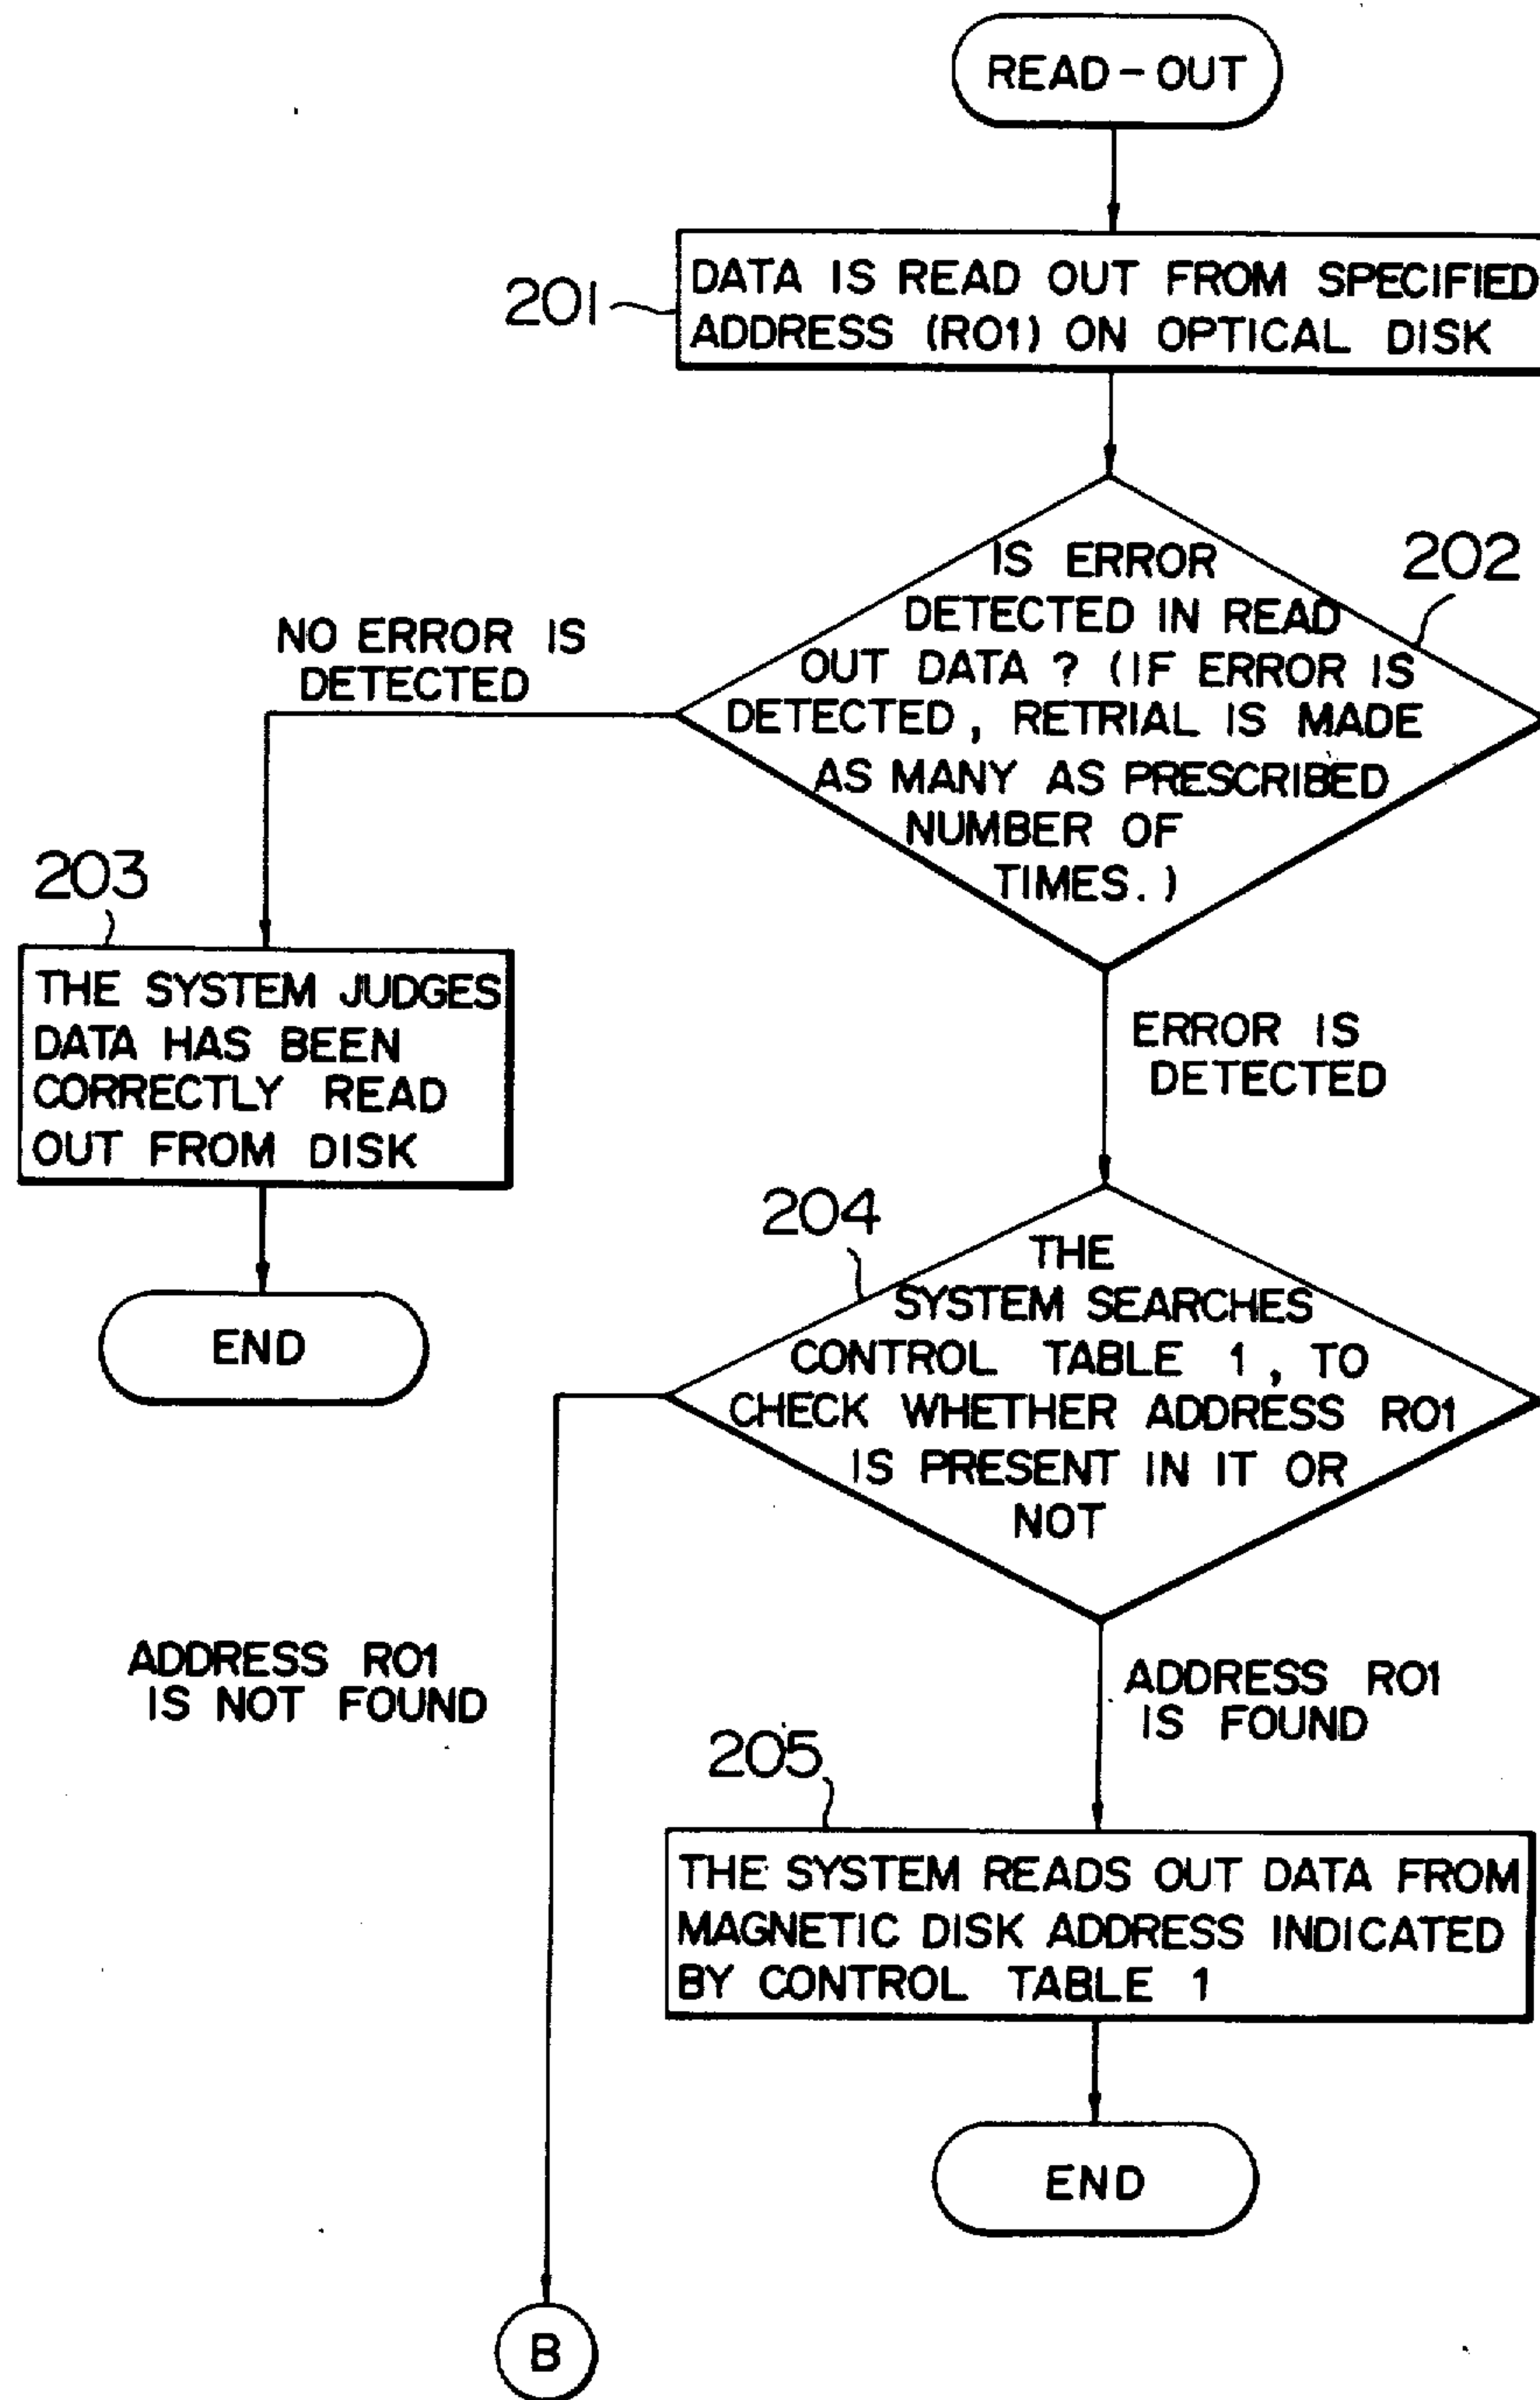 READ-OUT
201
DATA IS READ OUT FROM SPECIFIED
ADDRESS (R01) ON OPTICAL DISK
202
IS ERROR
DETECTED IN READ
OUT DATA ? (IF ERROR IS
DETECTED, RETRIAL IS MADE
AS MANY AS PRESCRIBED
NUMBER OF
TIMES.)
NO ERROR IS
DETECTED
203
THE SYSTEM JUDGES
DATA HAS BEEN
CORRECTLY READ
OUT FROM DISK
END
ERROR IS
DETECTED
204
THE
SYSTEM SEARCHES
CONTROL TABLE 1, TO
CHECK WHETHER ADDRESS R01
IS PRESENT IN IT OR
NOT
ADDRESS R01
IS NOT FOUND
ADDRESS R01
IS FOUND
205
THE SYSTEM READS OUT DATA FROM
MAGNETIC DISK ADDRESS INDICATED
BY CONTROL TABLE 1
END
B